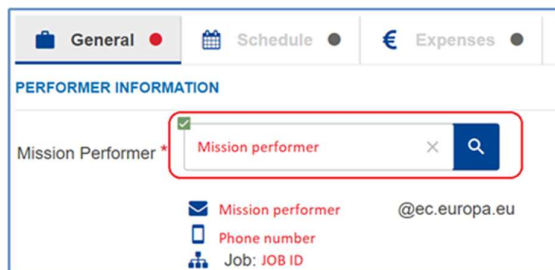 General Schedule € Expenses
PERFORMER INFORMATION
Mission Performer * Mission performer
Mission performer @ec.europa.eu
Phone number
Job: JOB ID